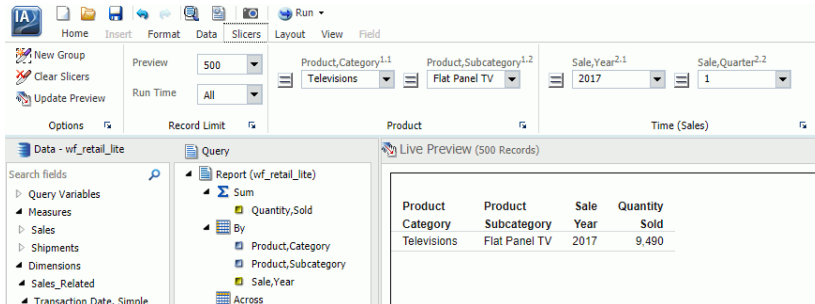 IA
Run
Home Insert Format Data Slicers Layout View Field
New Group
Clear Slicers
Update Preview
Options
Preview 500
Run Time All
Record Limit
Product,Category1.1 Product,Subcategory1.2
Televisions Flat Panel TV
Product
Sale,Year2.1 Sale,Quarter2.2
2017 1
Time (Sales)
Data - wf_retail_lite
Search fields
Query Variables
Measures
Sales
Shipments
Dimensions
Sales_Related
Transaction Date, Simple
Query
Report (wf_retail_lite)
Sum
Quantity,Sold
By
Product,Category
Product,Subcategory
Sale,Year
Across
Live Preview (500 Records)
Product Product Sale Quantity
Category Subcategory Year Sold
Televisions Flat Panel TV 2017 9,490